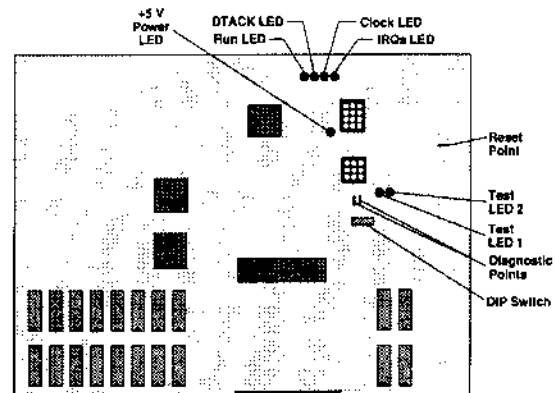 +5 V
Power
LED
DTACK LED
Run LED
Clock LED
IRQs LED
Reset
Point
Test
LED 2
Test
LED 1
Diagnostic
Points
DIP Switch